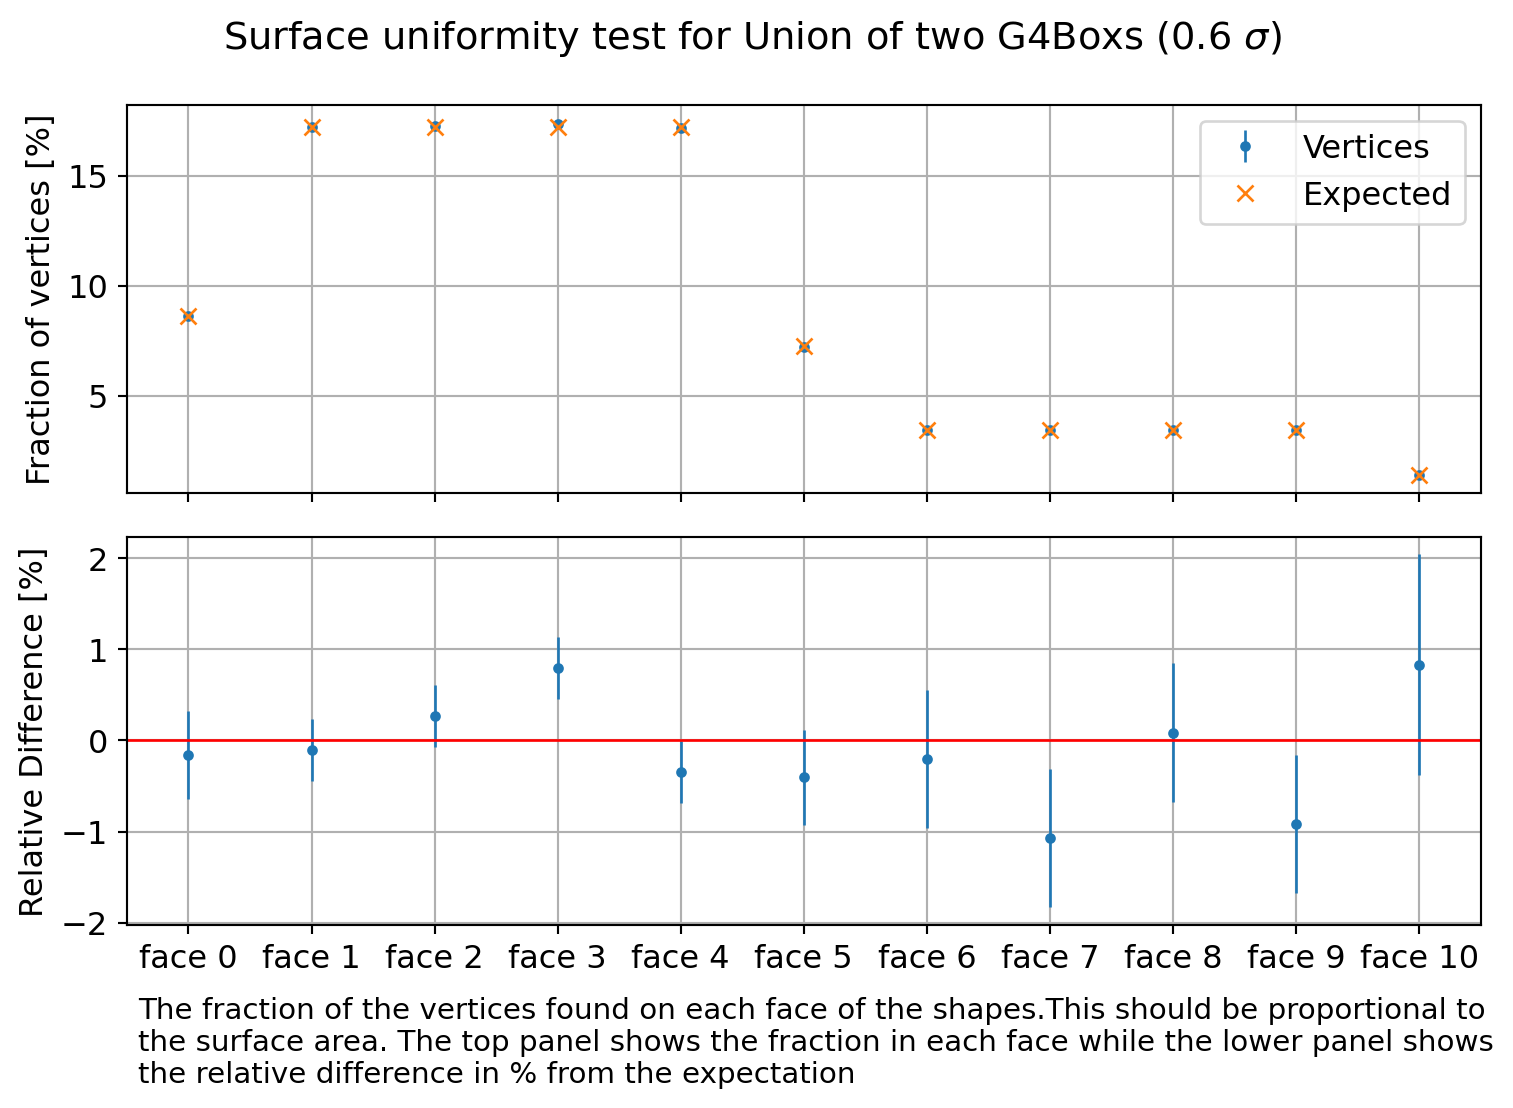 Surface uniformity test for Union of two G4Boxs (0.6 σ)
Fraction of vertices [%]
15
10
5
Vertices
Expected
Relative Difference [%]
2
1
0
−1
−2
face 0 face 1 face 2 face 3 face 4 face 5 face 6 face 7 face 8 face 9 face 10
The fraction of the vertices found on each face of the shapes.This should be proportional to
the surface area. The top panel shows the fraction in each face while the lower panel shows
the relative difference in % from the expectation